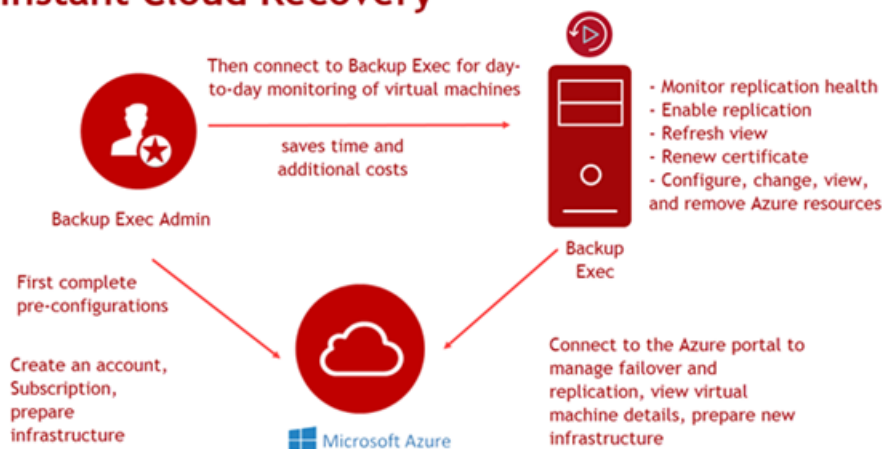 Instant Cloud Recovery
Then connect to Backup Exec for day-
to-day monitoring of virtual machines
saves time and
additional costs
- Monitor replication health
- Enable replication
- Refresh view
- Renew certificate
- Configure, change, view,
and remove Azure resources
Backup Exec Admin
Backup
Exec
First complete
pre-configurations
Create an account,
Subscription,
prepare
infrastructure
Microsoft Azure
Connect to the Azure portal to
manage failover and
replication, view virtual
machine details, prepare new
infrastructure